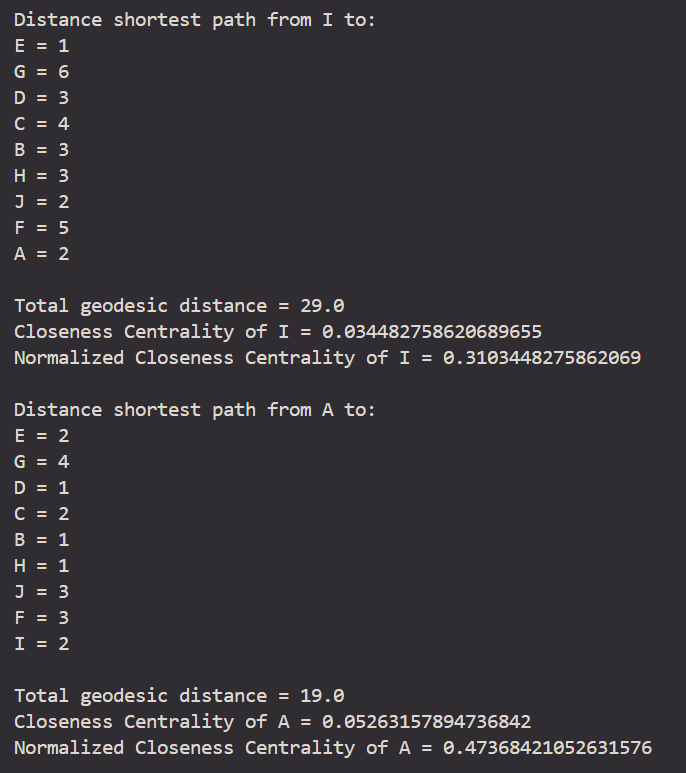 Distance shortest path from I to:
E = 1
G = 6
D = 3
C = 4
B = 3
H = 3
J = 2
F = 5
A = 2
Total geodesic distance = 29.0
Closeness Centrality of I = 0.034482758620689655
Normalized Closeness Centrality of I = 0.3103448275862069
Distance shortest path from A to:
E = 2
G = 4
D = 1
C = 2
B = 1
H = 1
J = 3
F = 3
I = 2
Total geodesic distance = 19.0
Closeness Centrality of A = 0.05263157894736842
Normalized Closeness Centrality of A = 0.47368421052631576